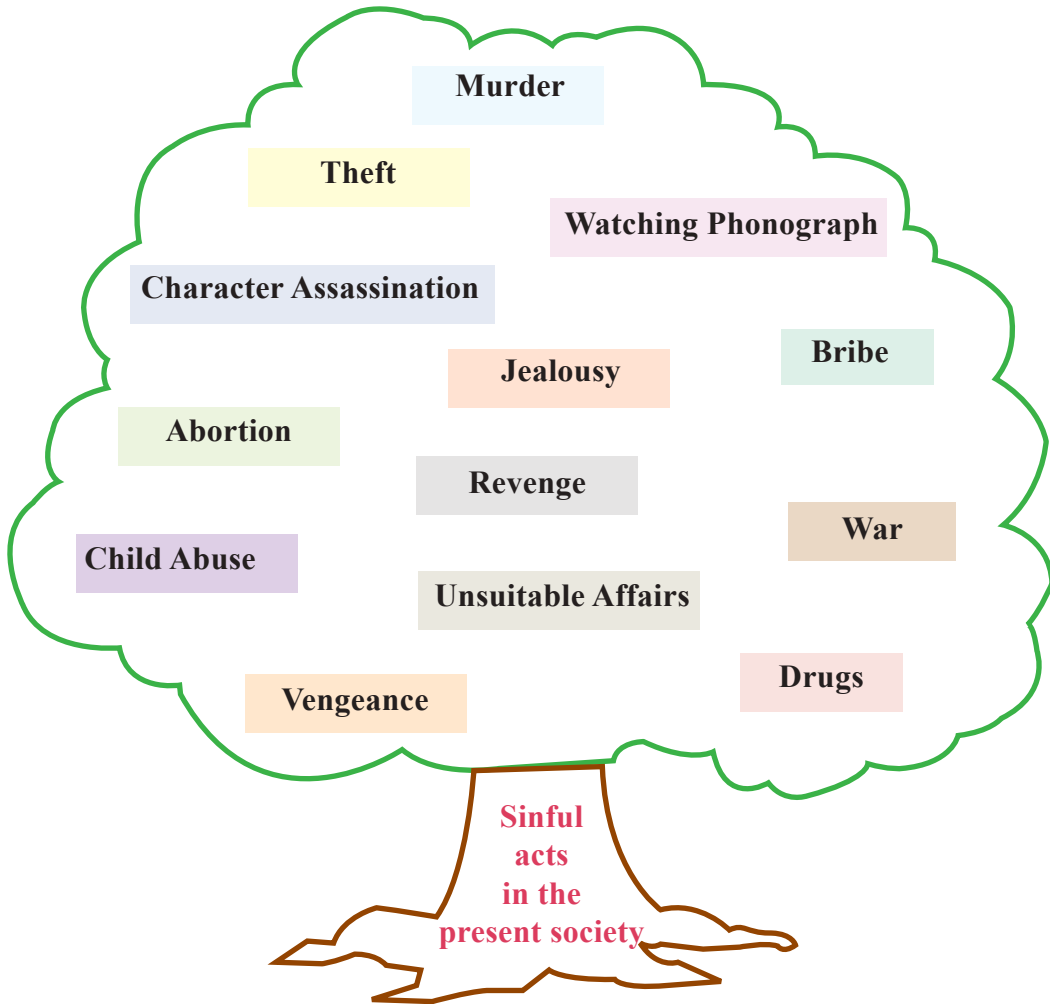 Murder
Theft
Watching Phonograph
Character Assassination
Bribe
Jealousy
Abortion
Revenge
War
Child Abuse
Unsuitable Affairs
Drugs
Vengeance
Sinful
acts
in the
present society